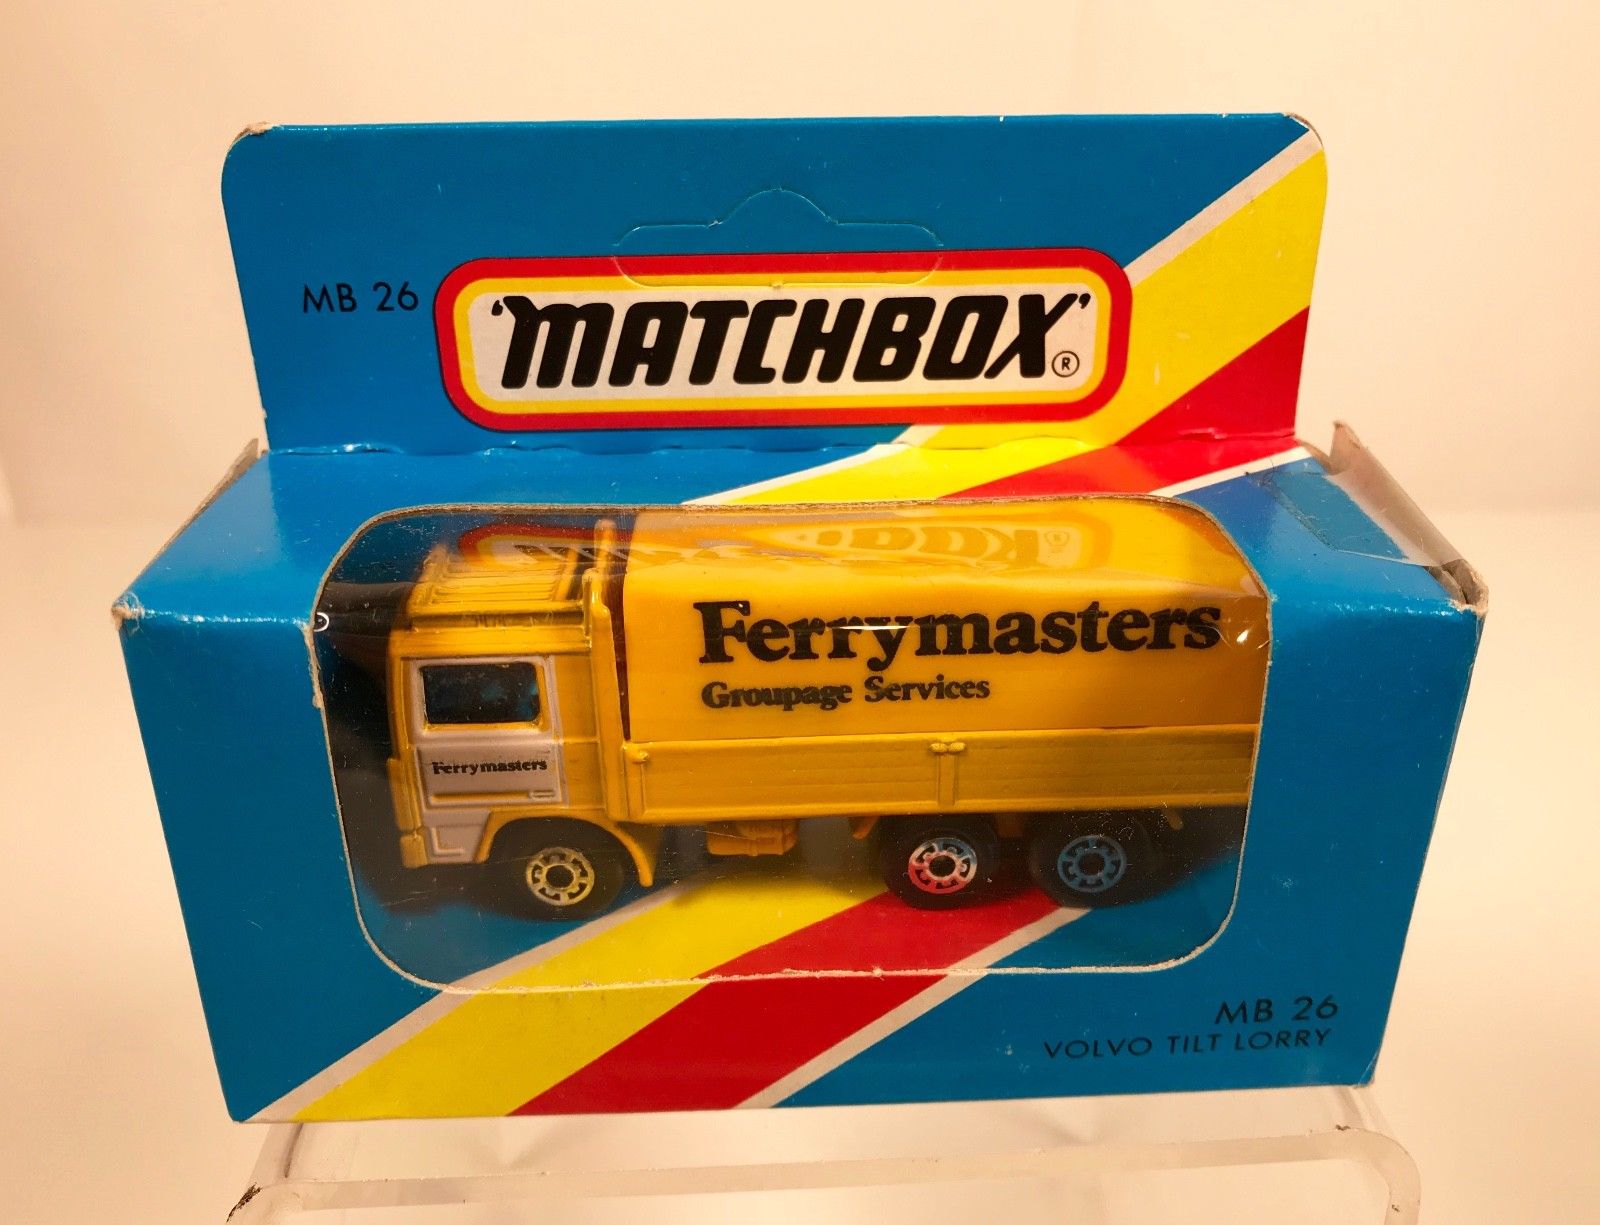 MB 26
'MATCHBOX'®
Ferrymasters
Groupage Services
Ferrymasters
MB 26
VOLVO TILT LORRY